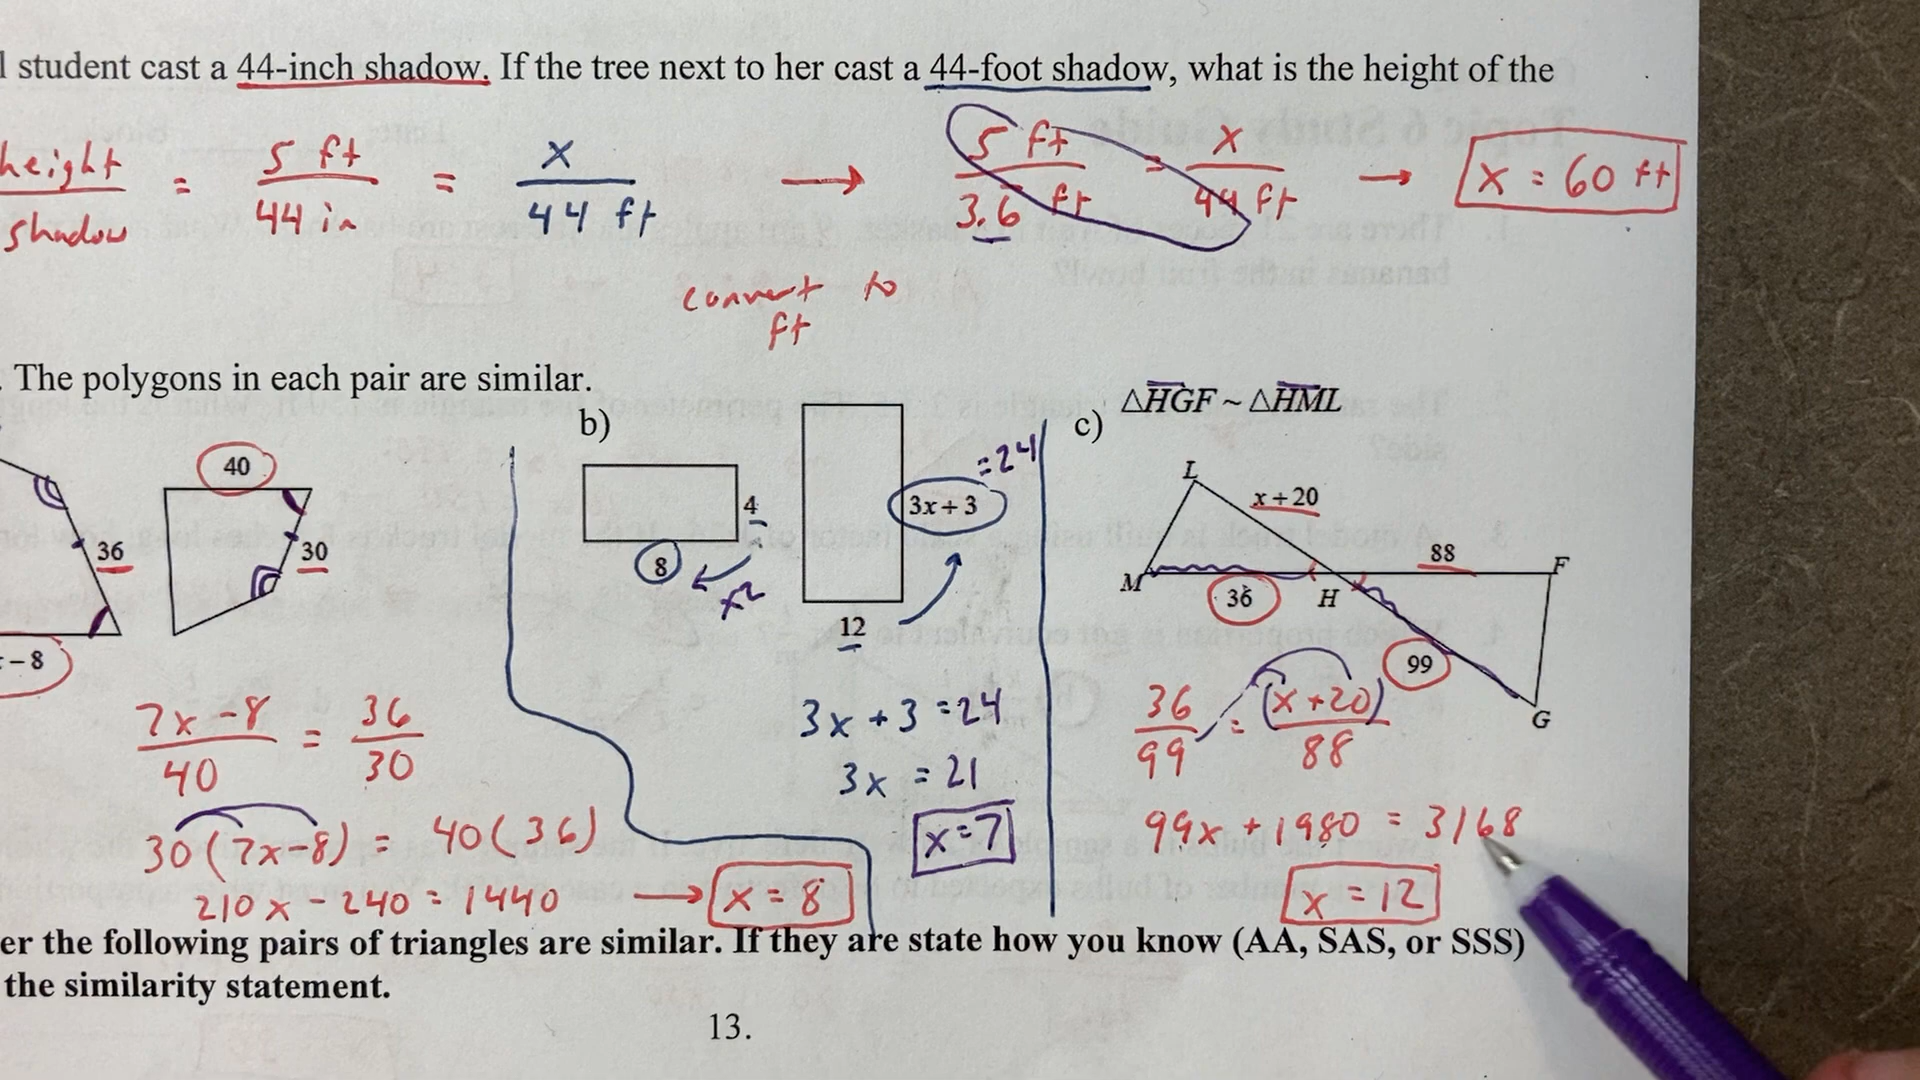 l student cast a 44-inch shadow. If the tree next to her cast a 44-foot shadow, what is the height of the
height / shadow = 5 ft / 44 in = x / 44 ft → 5 ft / 3.6 ft = x / 44 ft → x = 60 ft
convert to
ft
. The polygons in each pair are similar.
40
36
30
- 8
7x - 8 / 40 = 36 / 30
30(7x-8) = 40(36)
210x - 240 = 1440 → x = 8
b)
4
8
x2
12
3x + 3
=24
3x + 3 = 24
3x = 21
x = 7
c) △HGF ~ △HML
L
x + 20
88
F
M
36
H
99
G
36 / 99 = (x + 20) / 88
99x + 1980 = 3168
x = 12
er the following pairs of triangles are similar. If they are state how you know (AA, SAS, or SSS)
the similarity statement.
13.